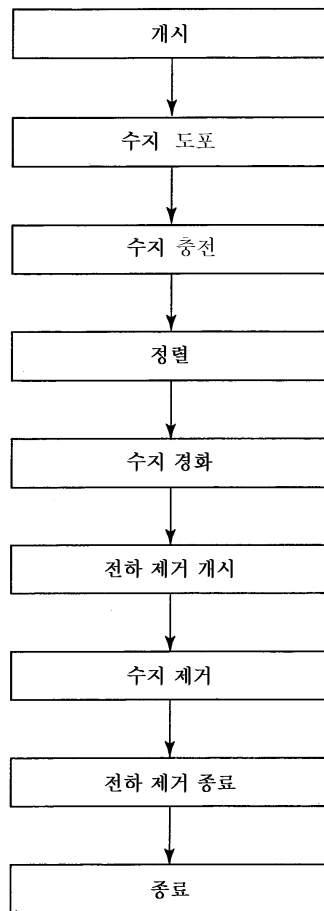 개시
수지 도포
수지 충전
정렬
수지 경화
전하 제거 개시
수지 제거
전하 제거 종료
종료